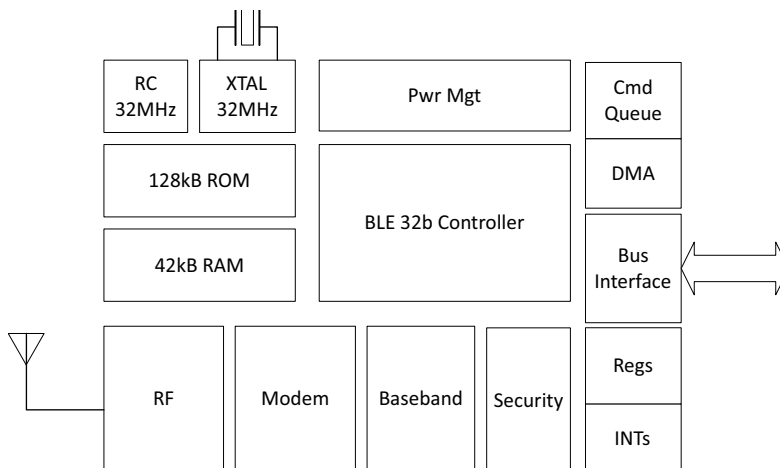 RC
32MHz
XTAL
32MHz
Pwr Mgt
Cmd
Queue
128kB ROM
BLE 32b Controller
DMA
42kB RAM
Bus
Interface
RF
Modem
Baseband
Security
Regs
INTs